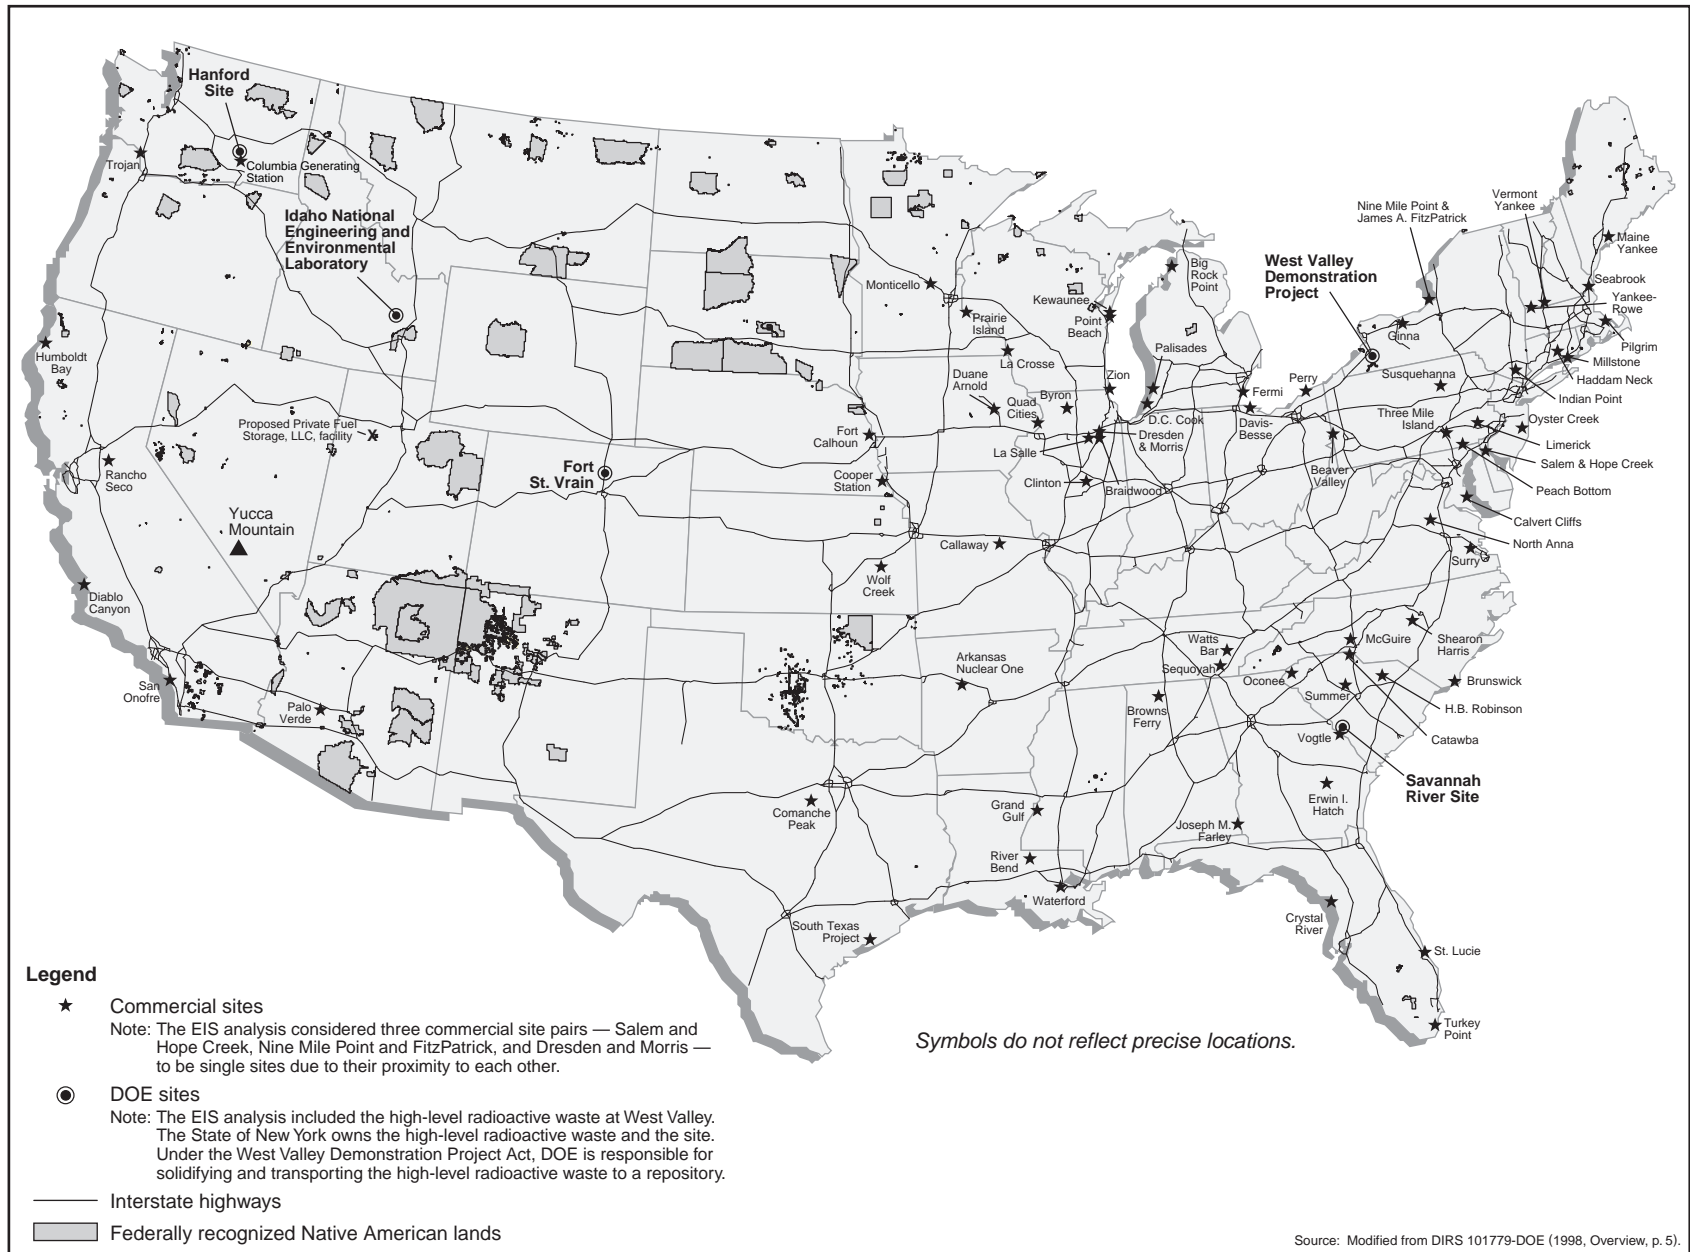 Hanford
Site
Trojan
Columbia Generating
Station
Idaho National
Engineering and
Environmental
Laboratory
Humboldt
Bay
Proposed Private Fuel
Storage, LLC, facility
Rancho
Seco
Yucca
Mountain
Diablo
Canyon
San
Onofre
Palo
Verde
Fort
St. Vrain
Monticello
Prairie
Island
Kewaunee
Point
Beach
Big
Rock
Point
La Crosse
Palisades
Duane
Arnold
Quad
Cities
Byron
Zion
D.C. Cook
Dresden
& Morris
Fort
Calhoun
La Salle
Cooper
Station
Clinton
Braidwood
Callaway
Wolf
Creek
Fermi
Davis-
Besse
Perry
Beaver
Valley
West Valley
Demonstration
Project
Nine Mile Point &
James A. FitzPatrick
Vermont
Yankee
Maine
Yankee
Seabrook
Yankee-
Rowe
Ginna
Pilgrim
Millstone
Haddam Neck
Susquehanna
Indian Point
Three Mile
Island
Oyster Creek
Limerick
Salem & Hope Creek
Peach Bottom
Calvert Cliffs
North Anna
Surry
Arkansas
Nuclear One
Watts
Bar
Sequoyah
McGuire
Shearon
Harris
Oconee
Summer
Brunswick
H.B. Robinson
Browns
Ferry
Catawba
Vogtle
Savannah
River Site
Comanche
Peak
Grand
Gulf
Erwin I.
Hatch
Joseph M.
Farley
River
Bend
Waterford
South Texas
Project
Crystal
River
St. Lucie
Turkey
Point
Legend
Commercial sites
Note: The EIS analysis considered three commercial site pairs — Salem and
Hope Creek, Nine Mile Point and FitzPatrick, and Dresden and Morris —
to be single sites due to their proximity to each other.
DOE sites
Note: The EIS analysis included the high-level radioactive waste at West Valley.
The State of New York owns the high-level radioactive waste and the site.
Under the West Valley Demonstration Project Act, DOE is responsible for
solidifying and transporting the high-level radioactive waste to a repository.
Interstate highways
Federally recognized Native American lands
Symbols do not reflect precise locations.
Source: Modified from DIRS 101779-DOE (1998, Overview, p. 5).